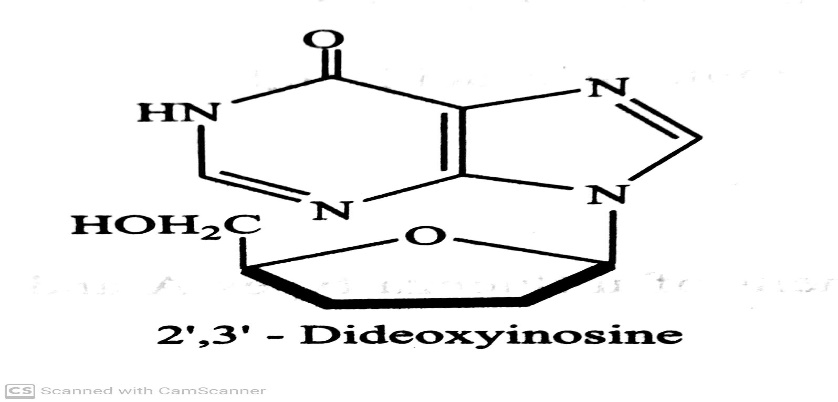 O
N
HN
N
N
HOH₂C
O
2',3' - Dideoxyinosine
CS Scanned with CamScanner